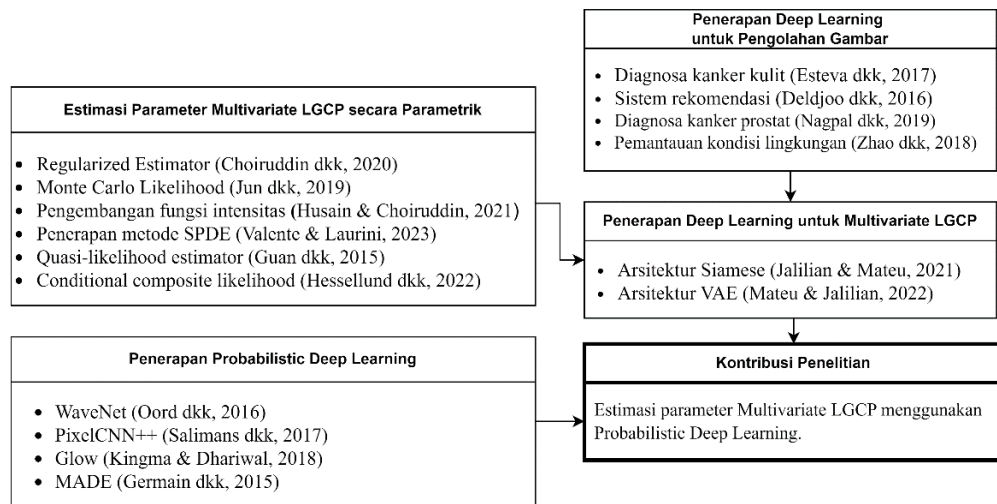 Penerapan Deep Learning
untuk Pengolahan Gambar
• Diagnosa kanker kulit (Esteva dkk, 2017)
• Sistem rekomendasi (Deldjoo dkk, 2016)
• Diagnosa kanker prostat (Nagpal dkk, 2019)
• Pemantauan kondisi lingkungan (Zhao dkk, 2018)
Estimasi Parameter Multivariate LGCP secara Parametrik
• Regularized Estimator (Choiruddin dkk, 2020)
• Monte Carlo Likelihood (Jun dkk, 2019)
• Pengembangan fungsi intensitas (Husain & Choiruddin, 2021)
• Penerapan metode SPDE (Valente & Laurini, 2023)
• Quasi-likelihood estimator (Guan dkk, 2015)
• Conditional composite likelihood (Hessellund dkk, 2022)
Penerapan Deep Learning untuk Multivariate LGCP
• Arsitektur Siamese (Jalilian & Mateu, 2021)
• Arsitektur VAE (Mateu & Jalilian, 2022)
Penerapan Probabilistic Deep Learning
• WaveNet (Oord dkk, 2016)
• PixelCNN++ (Salimans dkk, 2017)
• Glow (Kingma & Dhariwal, 2018)
• MADE (Germain dkk, 2015)
Kontribusi Penelitian
Estimasi parameter Multivariate LGCP menggunakan
Probabilistic Deep Learning.